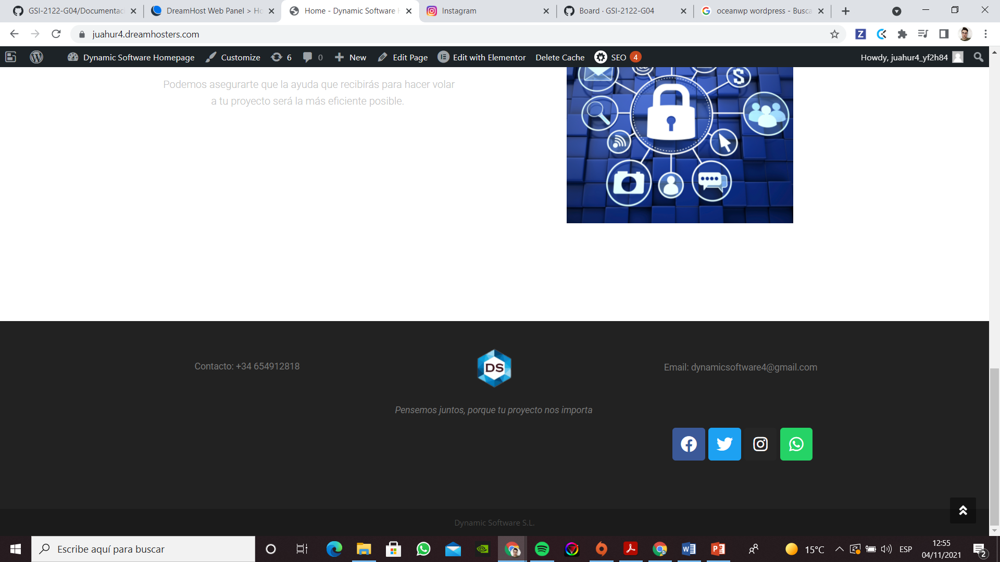 GSI-2122-G04/Documentaci
DreamHost Web Panel > Ho
Home - Dynamic Software H
Instagram
Board · GSI-2122-G04
oceanwp wordpress - Busca
juahur4.dreamhosters.com
Dynamic Software Homepage
Customize
6
0
New
Edit Page
Edit with Elementor
Delete Cache
SEO 4
Howdy, juahur4_yf2h84
Podemos asegurarte que la ayuda que recibirás para hacer volar
a tu proyecto será la más eficiente posible.
Contacto: +34 654912818
DS
Email: dynamicsoftware4@gmail.com
Pensemos juntos, porque tu proyecto nos importa
Dynamic Software S.L.
Escribe aquí para buscar
15°C
ESP
12:55
04/11/2021
2